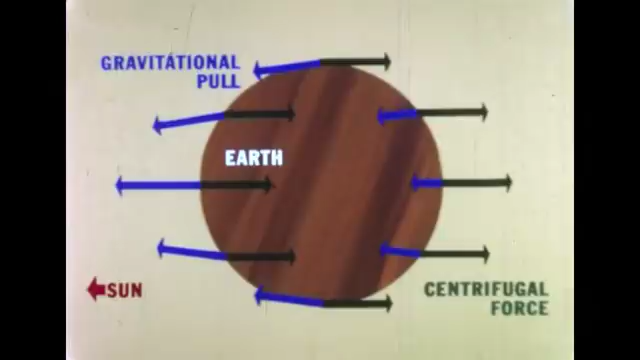 GRAVITATIONAL
PULL
EARTH
SUN
CENTRIFUGAL
FORCE